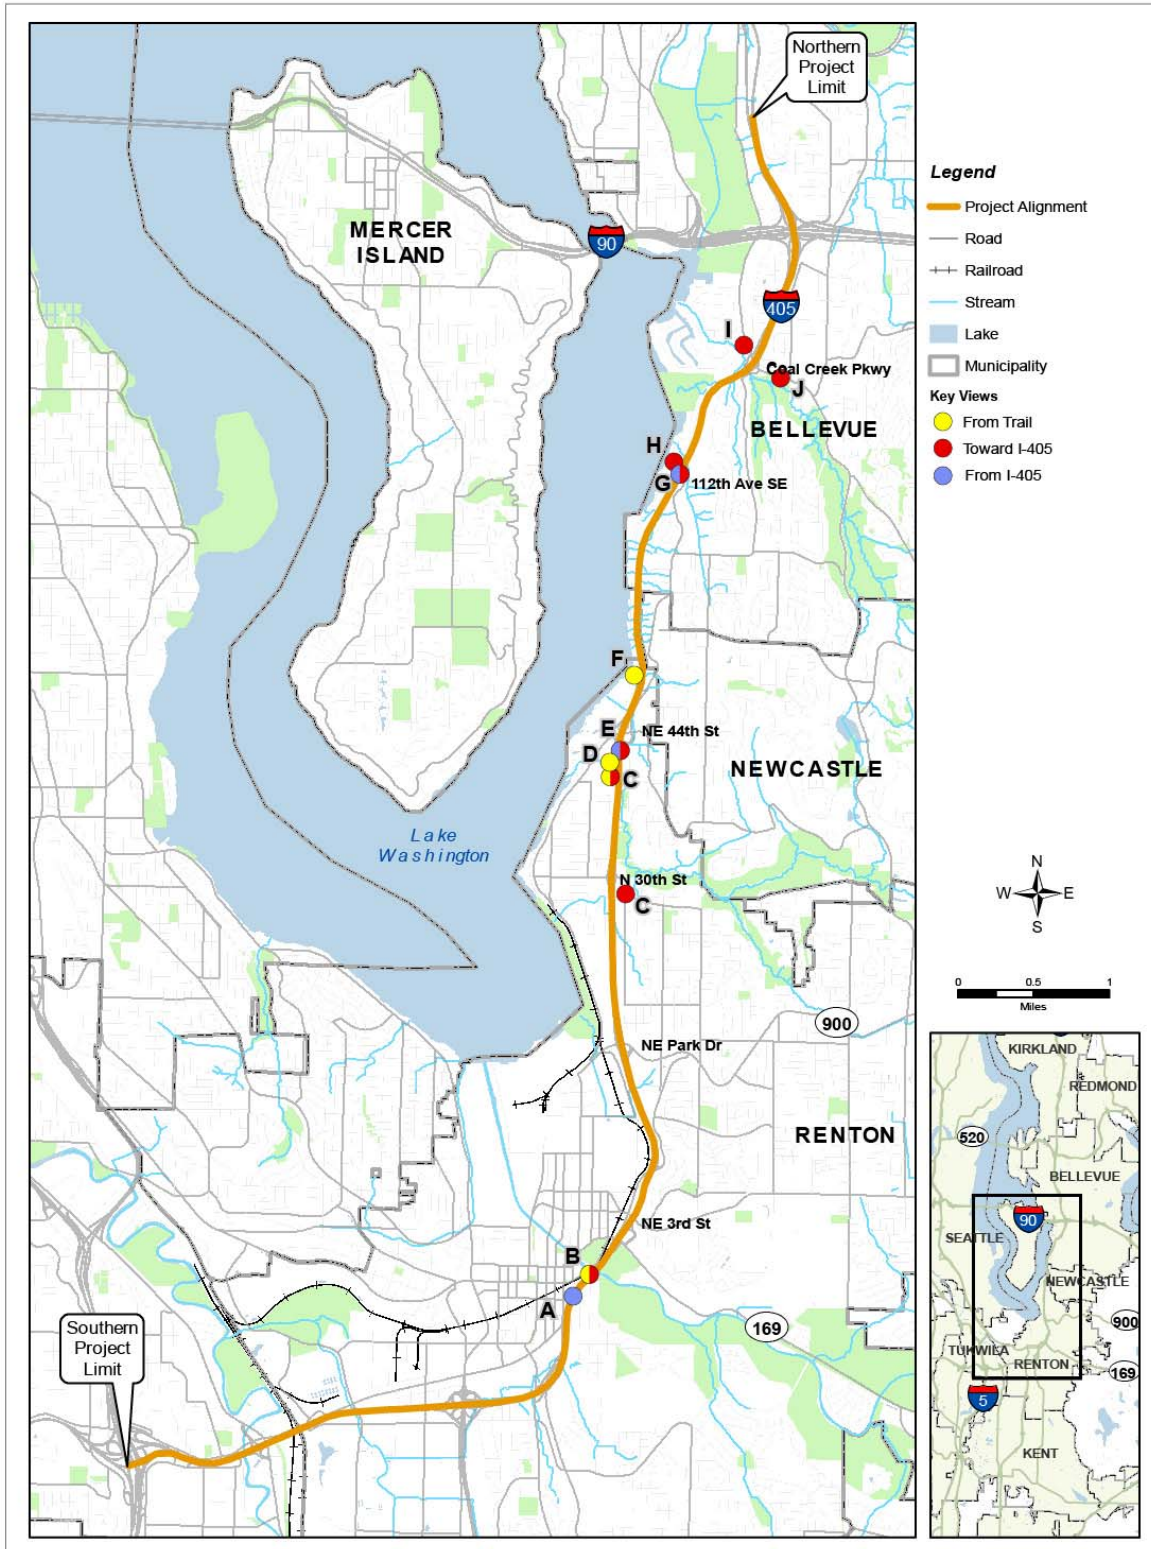 Northern
Project
Limit
MERCER
ISLAND
90
405
I
Coal Creek Pkwy
J
BELLEVUE
H
G
112th Ave SE
F
E
NE 44th St
D
C
NEWCASTLE
Lake
Washington
N 30th St
C
900
NE Park Dr
RENTON
NE 3rd St
B
A
169
Southern
Project
Limit
Legend
Project Alignment
Road
Railroad
Stream
Lake
Municipality
Key Views
From Trail
Toward I-405
From I-405
N
W
E
S
0
0.5
1
Miles
KIRKLAND
REDMOND
520
BELLEVUE
90
SEATTLE
NEWCASTLE
900
TUKWILA
RENTON
169
5
KENT